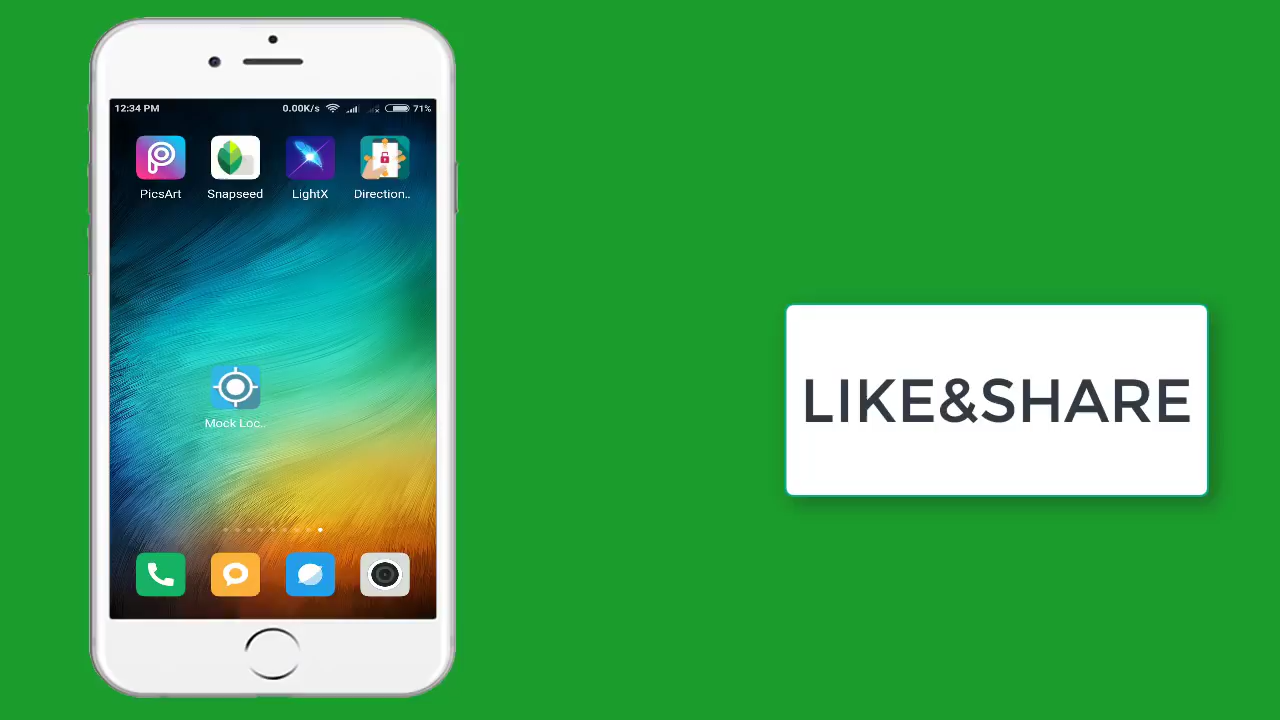 12:34 PM 0.00K/s 71%
PicsArt Snapseed LightX Direction..
Mock Loc..
LIKE&SHARE